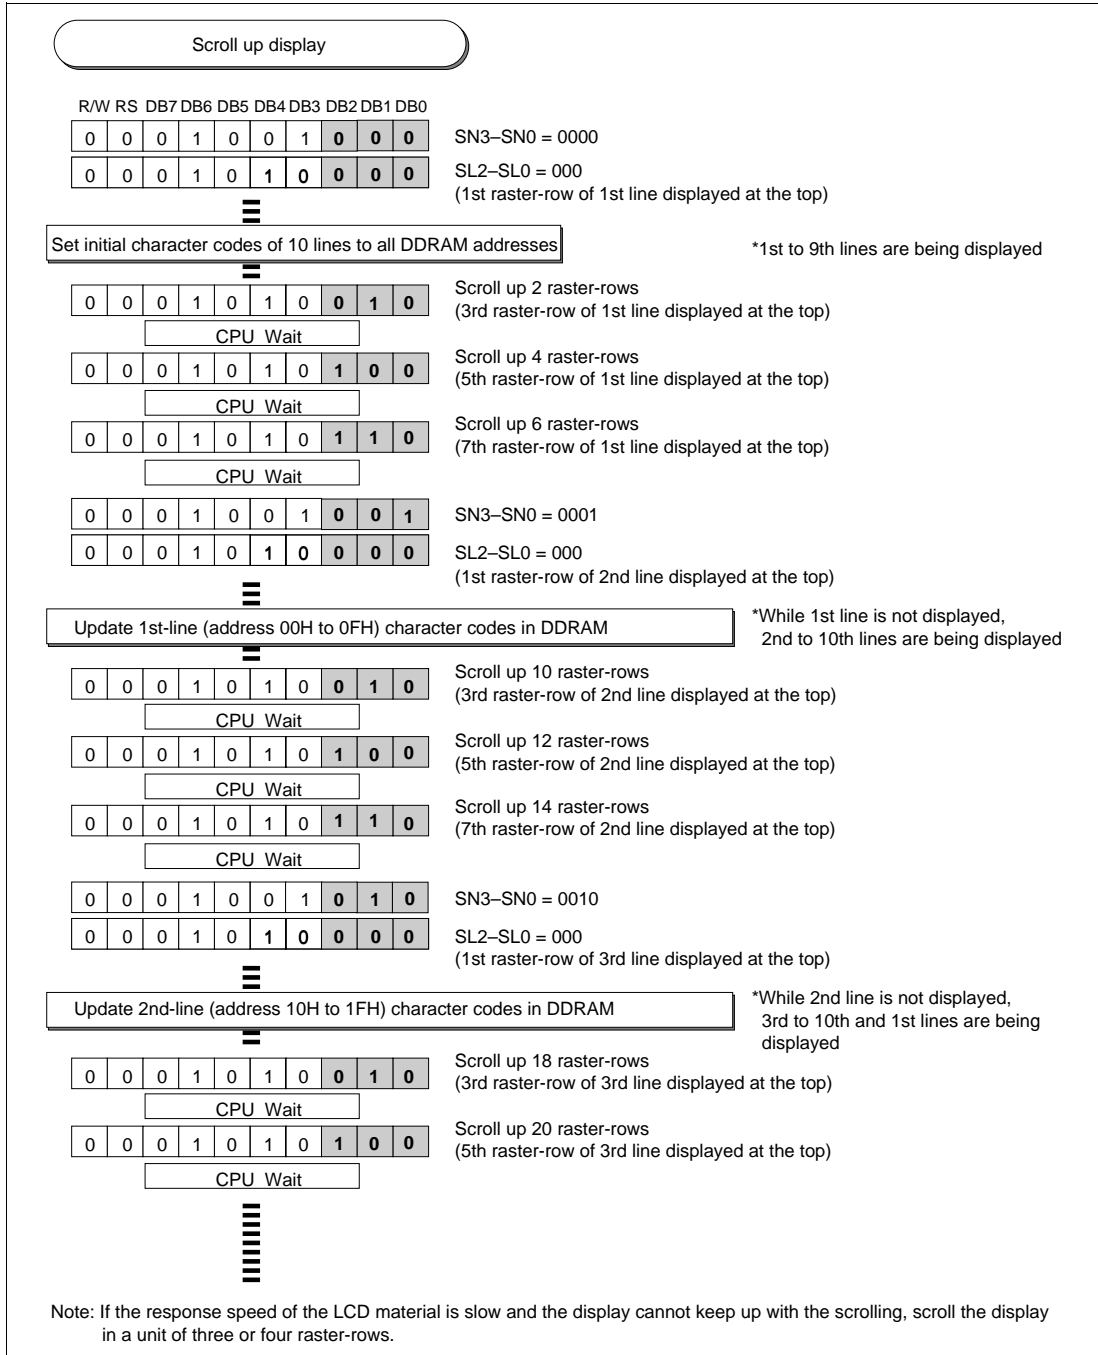 Scroll up display
R/W RS DB7 DB6 DB5 DB4 DB3 DB2 DB1 DB0
0 0 0 1 0 0 1 0 0 0 SN3–SN0 = 0000
0 0 0 1 0 1 0 0 0 0 SL2–SL0 = 000
(1st raster-row of 1st line displayed at the top)
Set initial character codes of 10 lines to all DDRAM addresses *1st to 9th lines are being displayed
Scroll up 2 raster-rows
0 0 0 1 0 1 0 0 1 0 (3rd raster-row of 1st line displayed at the top)
CPU Wait
Scroll up 4 raster-rows
0 0 0 1 0 1 0 1 0 0 (5th raster-row of 1st line displayed at the top)
CPU Wait
Scroll up 6 raster-rows
0 0 0 1 0 1 0 1 1 0 (7th raster-row of 1st line displayed at the top)
CPU Wait
0 0 0 1 0 0 1 0 0 1 SN3–SN0 = 0001
0 0 0 1 0 1 0 0 0 0 SL2–SL0 = 000
(1st raster-row of 2nd line displayed at the top)
Update 1st-line (address 00H to 0FH) character codes in DDRAM
*While 1st line is not displayed,
2nd to 10th lines are being displayed
Scroll up 10 raster-rows
0 0 0 1 0 1 0 0 1 0 (3rd raster-row of 2nd line displayed at the top)
CPU Wait
Scroll up 12 raster-rows
0 0 0 1 0 1 0 1 0 0 (5th raster-row of 2nd line displayed at the top)
CPU Wait
Scroll up 14 raster-rows
0 0 0 1 0 1 0 1 1 0 (7th raster-row of 2nd line displayed at the top)
CPU Wait
0 0 0 1 0 0 1 0 1 0 SN3–SN0 = 0010
0 0 0 1 0 1 0 0 0 0 SL2–SL0 = 000
(1st raster-row of 3rd line displayed at the top)
Update 2nd-line (address 10H to 1FH) character codes in DDRAM
*While 2nd line is not displayed,
3rd to 10th and 1st lines are being
displayed
Scroll up 18 raster-rows
0 0 0 1 0 1 0 0 1 0 (3rd raster-row of 3rd line displayed at the top)
CPU Wait
Scroll up 20 raster-rows
0 0 0 1 0 1 0 1 0 0 (5th raster-row of 3rd line displayed at the top)
CPU Wait
Note: If the response speed of the LCD material is slow and the display cannot keep up with the scrolling, scroll the display
in a unit of three or four raster-rows.